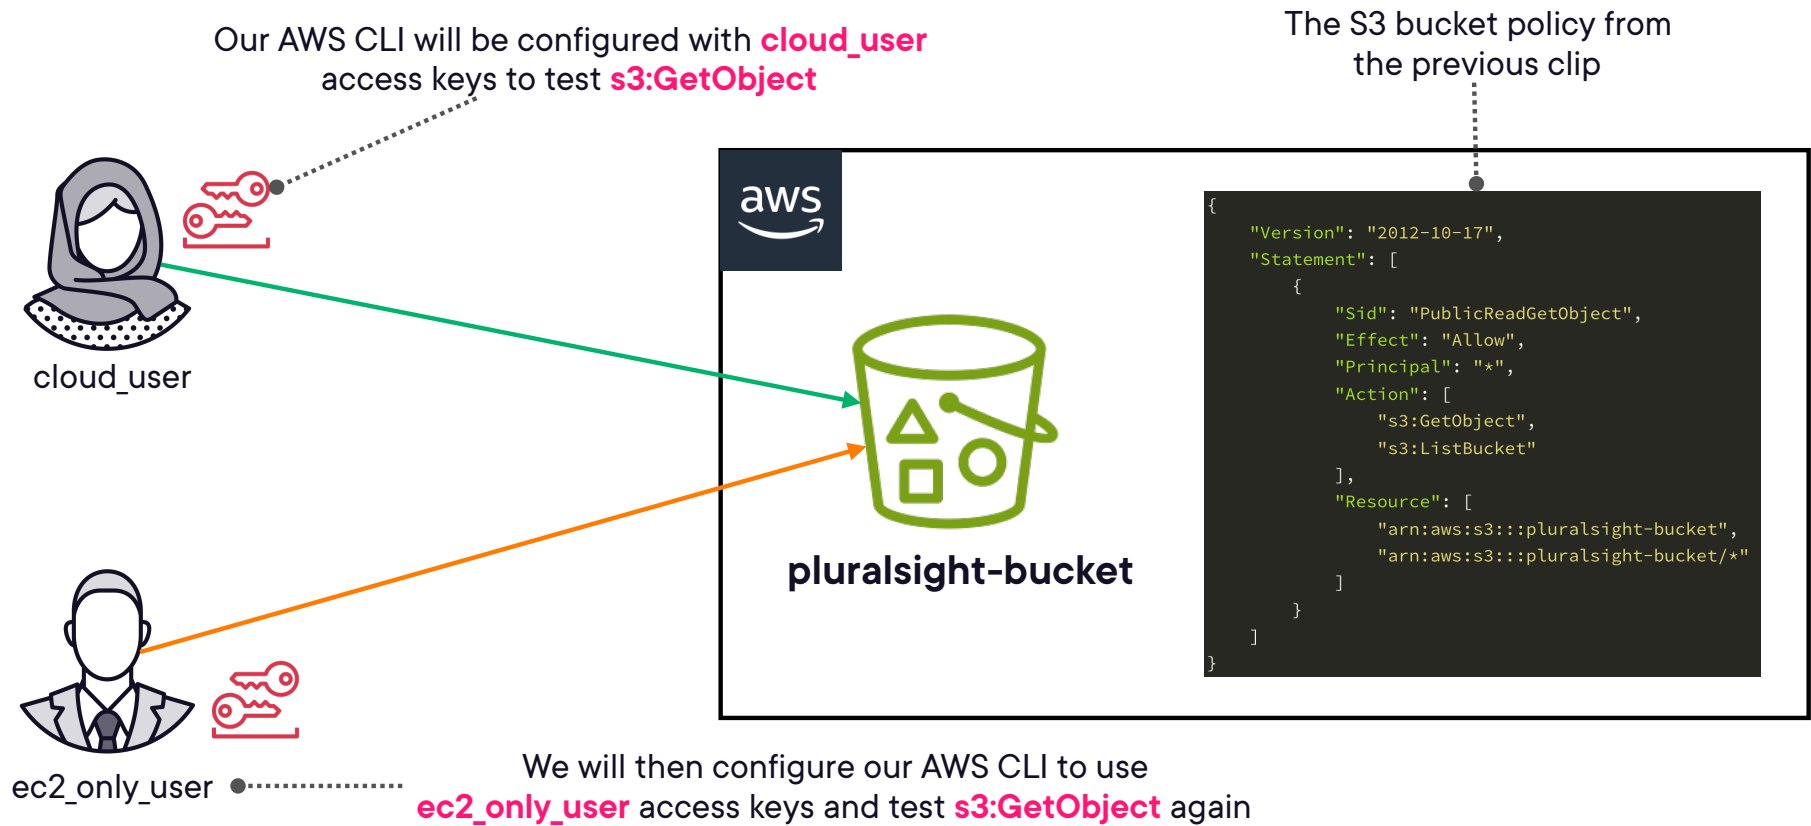 Our AWS CLI will be configured with cloud_user
access keys to test s3:GetObject
The S3 bucket policy from
the previous clip
aws
{
    "Version": "2012-10-17",
    "Statement": [
        {
            "Sid": "PublicReadGetObject",
            "Effect": "Allow",
            "Principal": "*",
            "Action": [
                "s3:GetObject",
                "s3:ListBucket"
            ],
            "Resource": [
                "arn:aws:s3:::pluralsight-bucket",
                "arn:aws:s3:::pluralsight-bucket/*"
            ]
        }
    ]
}
cloud_user
pluralsight-bucket
ec2_only_user
We will then configure our AWS CLI to use
ec2_only_user access keys and test s3:GetObject again